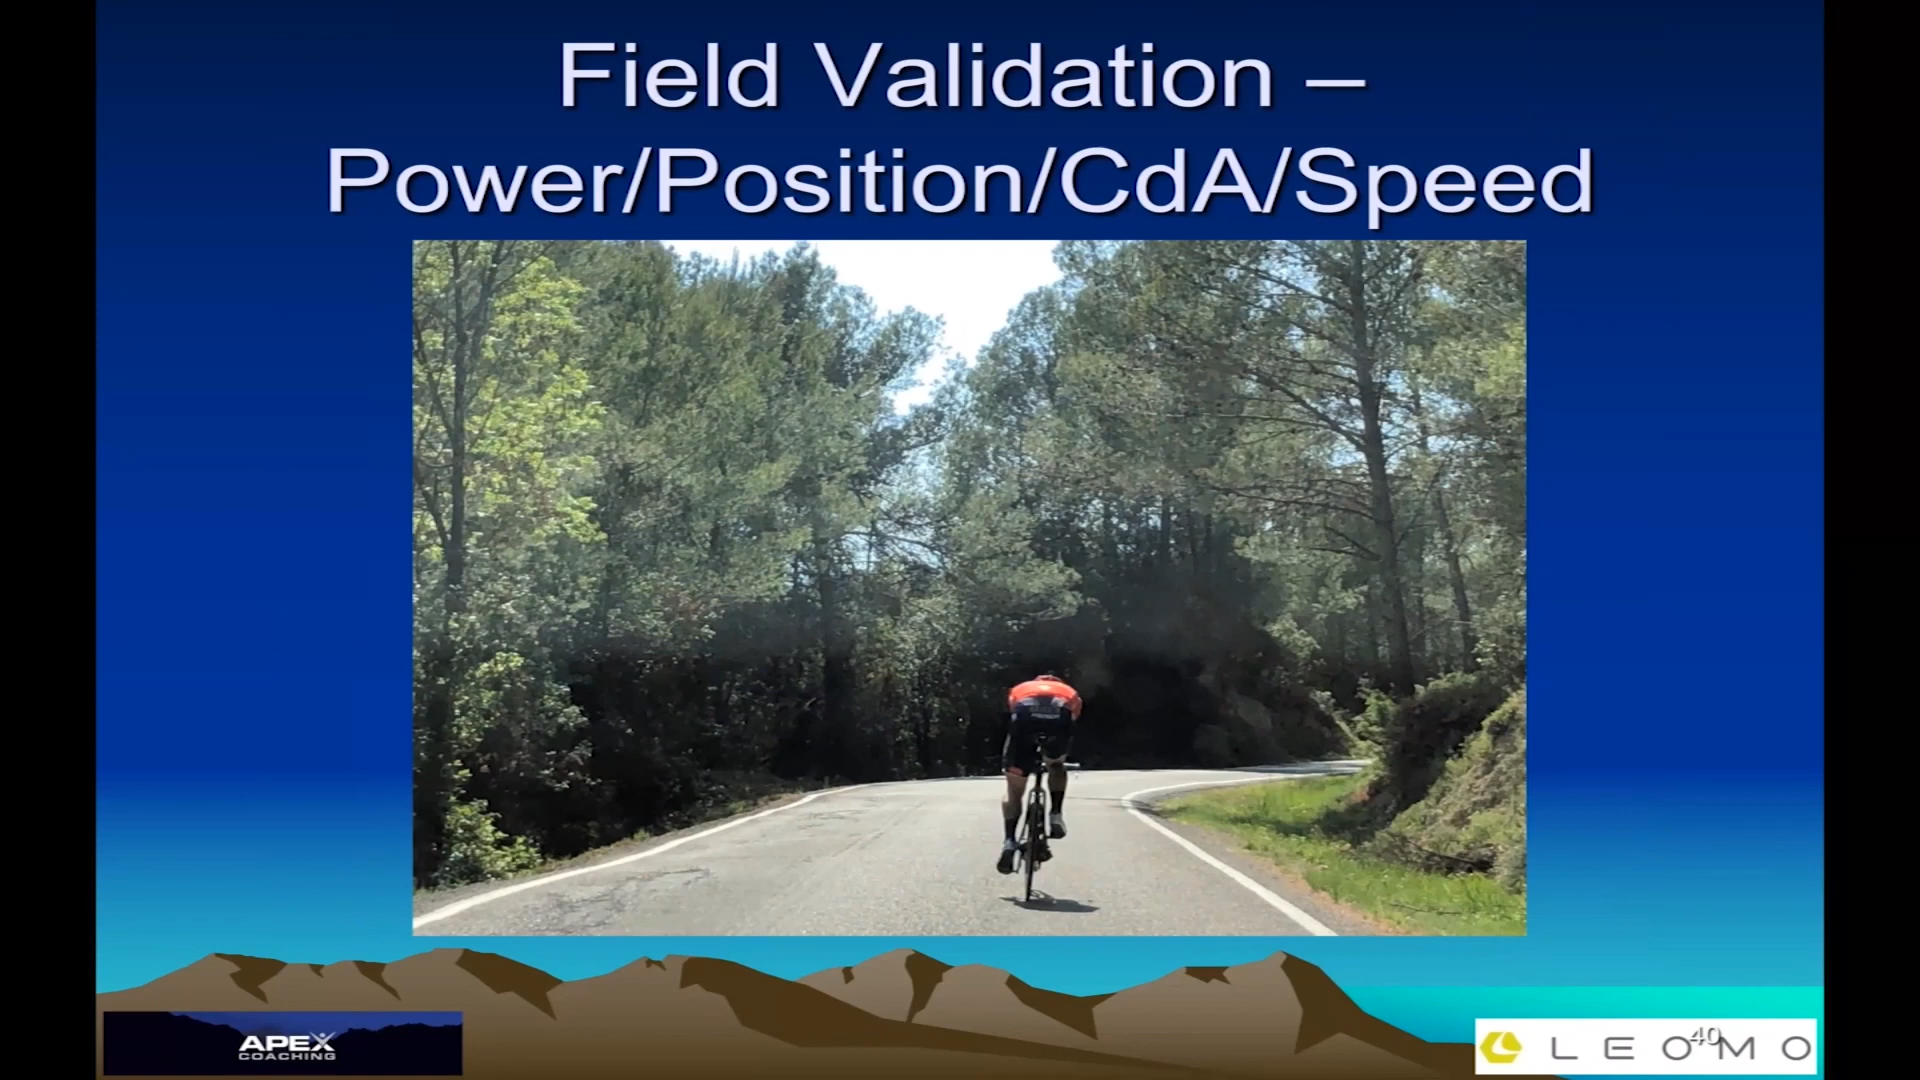 Field Validation –
Power/Position/CdA/Speed
APEX
COACHING
LEOMO
40